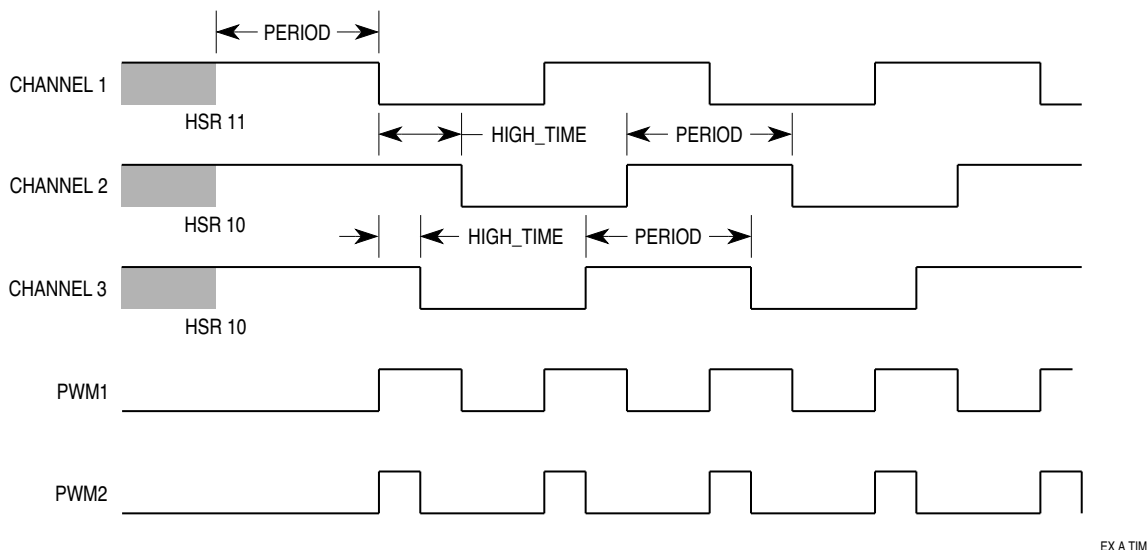 PERIOD
CHANNEL 1
HSR 11
HIGH_TIME PERIOD
CHANNEL 2
HSR 10
HIGH_TIME PERIOD
CHANNEL 3
HSR 10
PWM1
PWM2
EX A TIM